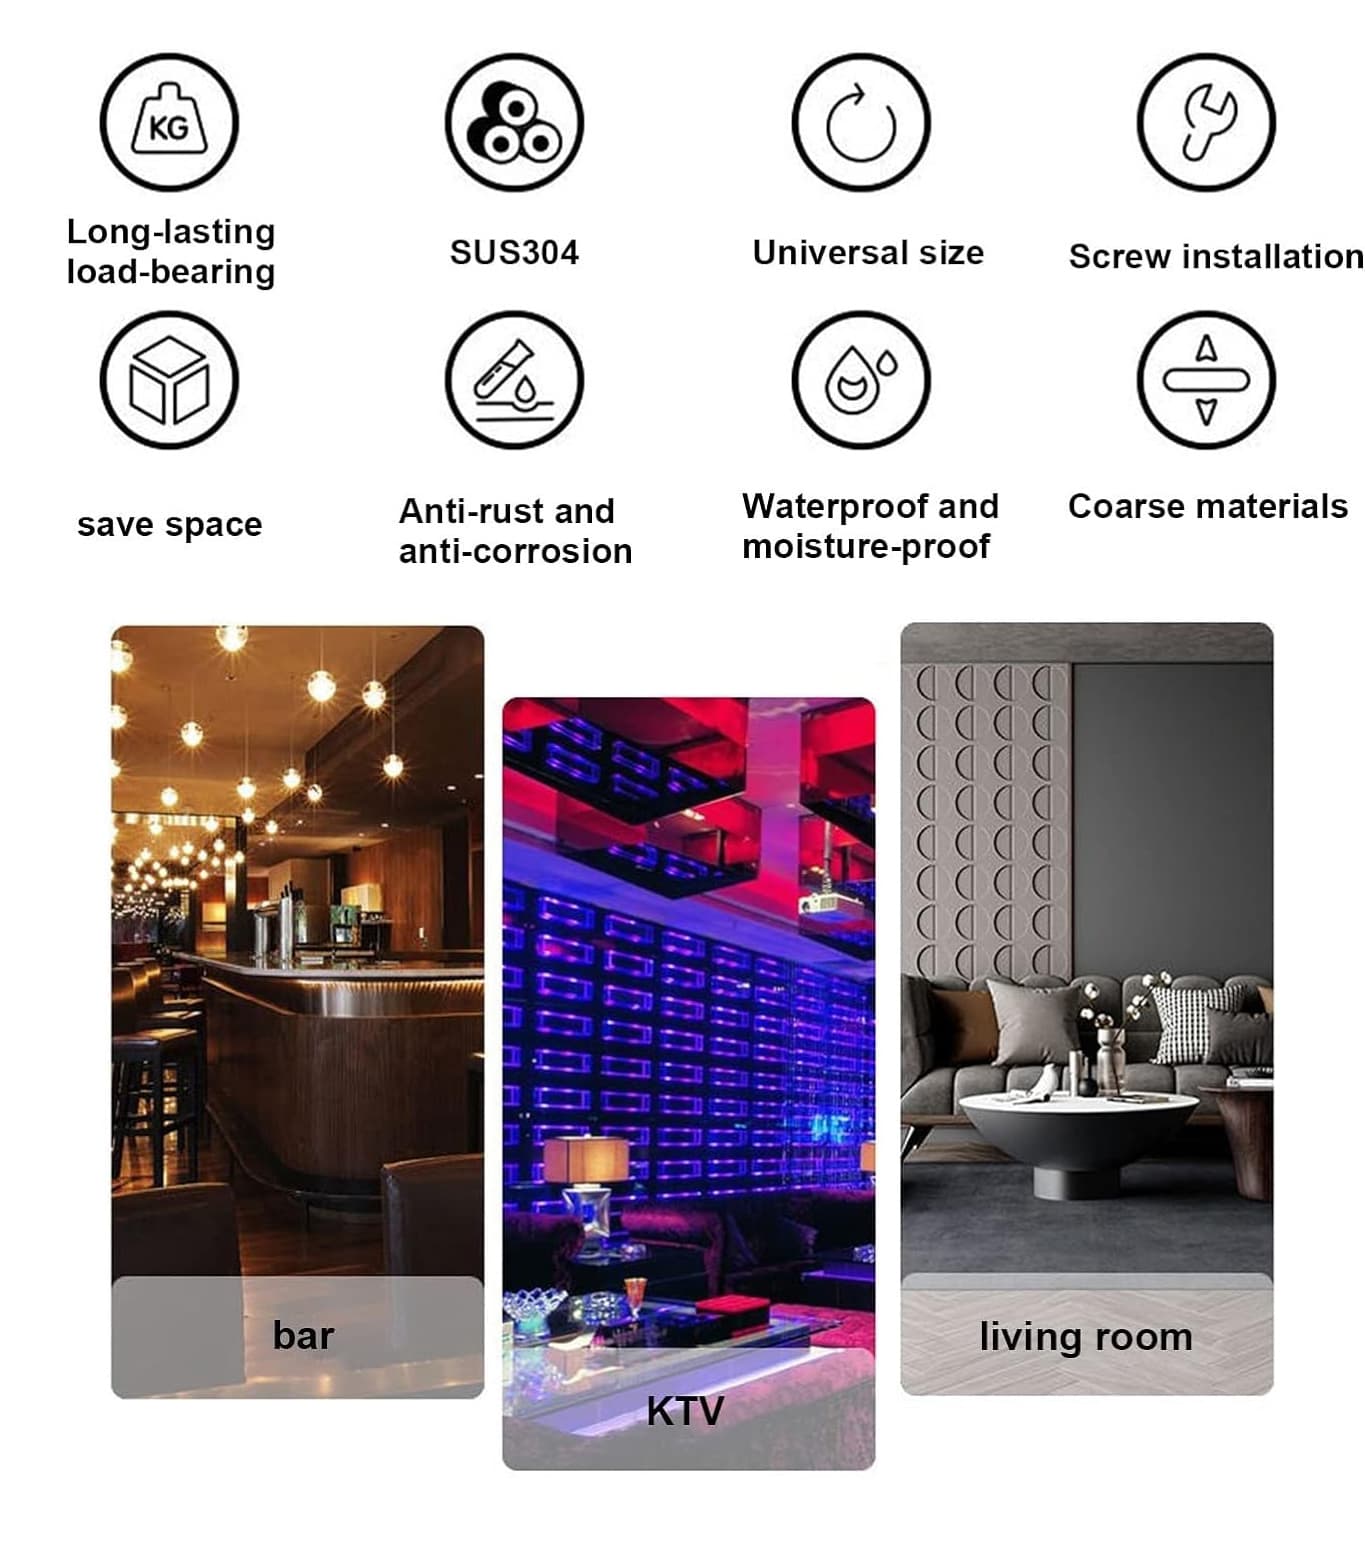 KG
Long-lasting
load-bearing
SUS304
Universal size
Screw installation
save space
Anti-rust and
anti-corrosion
Waterproof and
moisture-proof
Coarse materials
bar
KTV
living room